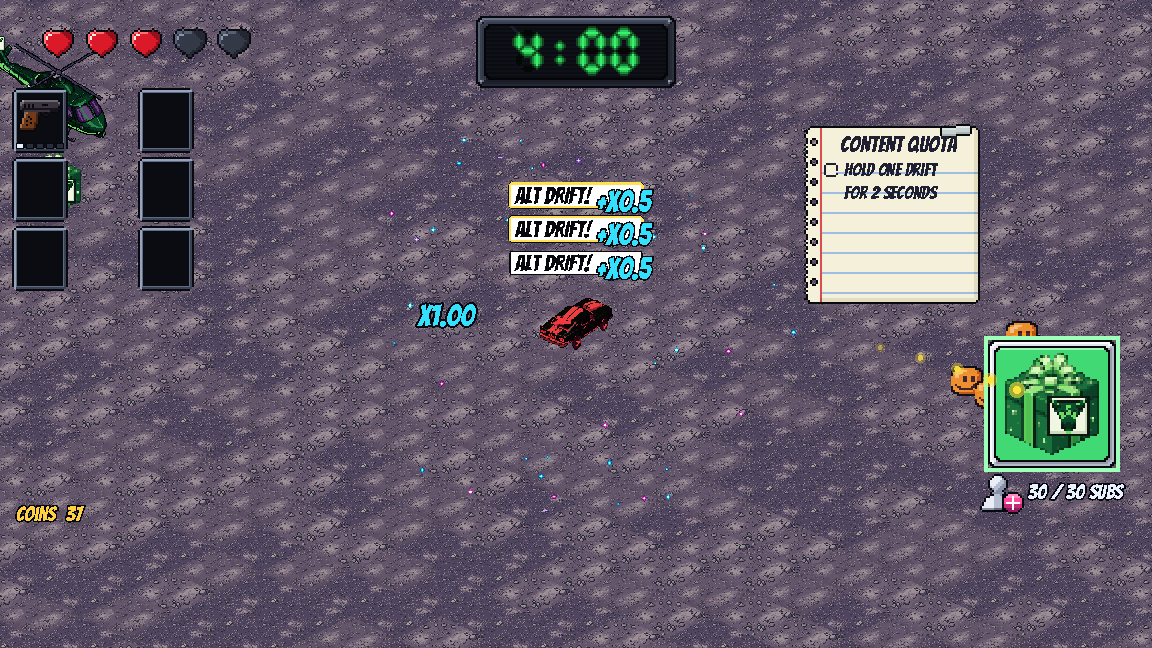 4:00
CONTENT QUOTA
HOLD ONE DRIFT
FOR 2 SECONDS
ALT DRIFT! +X0.5
ALT DRIFT! +X0.5
ALT DRIFT! +X0.5
X1.00
30 / 30 SUBS
COINS 37